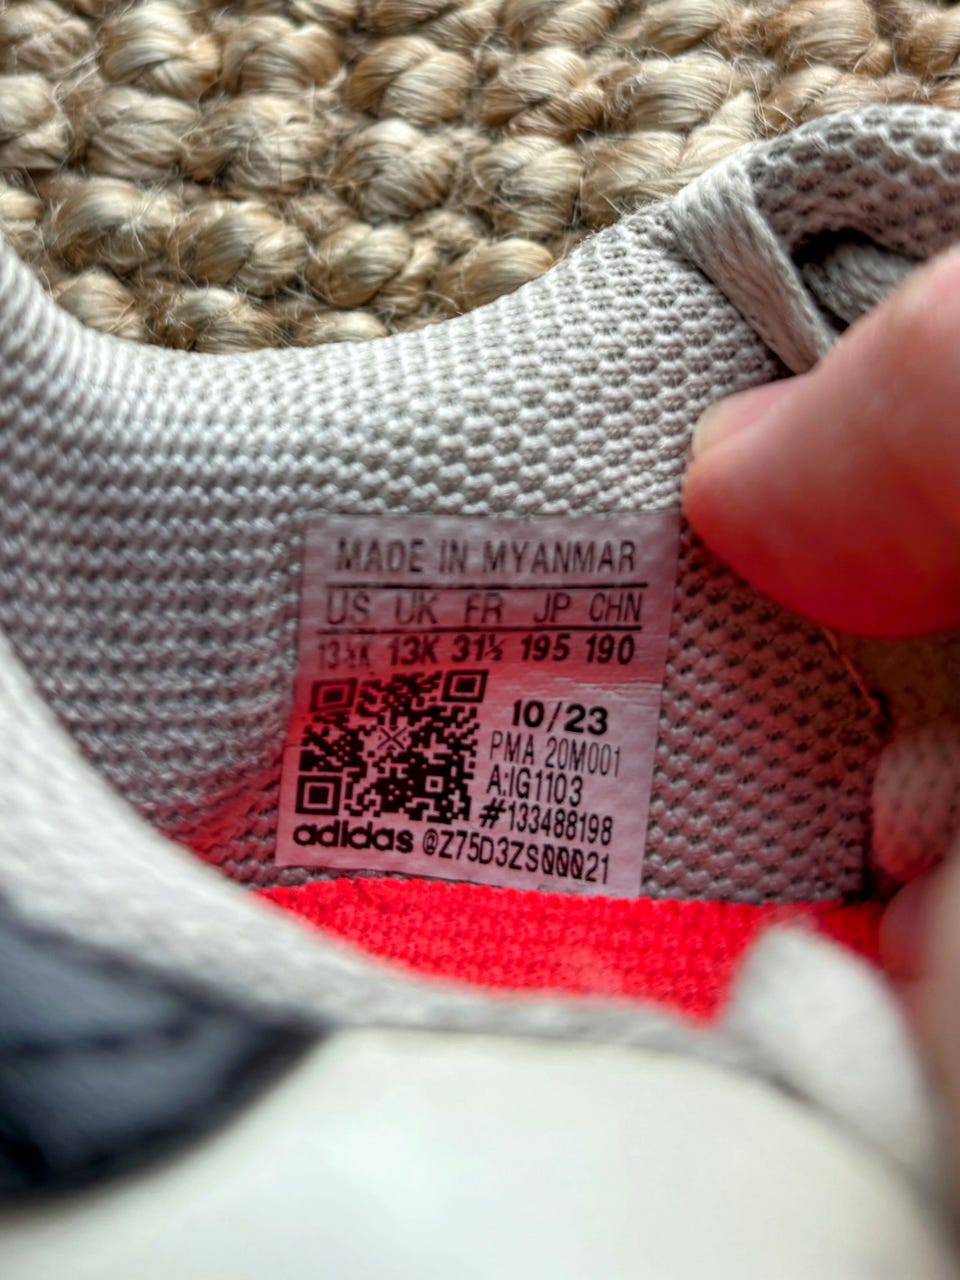 MADE IN MYANMAR
US UK FR JP CHN
13½K 13K 31½ 195 190
10/23
PMA 20M001
A:IG1103
#133488198
adidas @Z75D3ZS00021